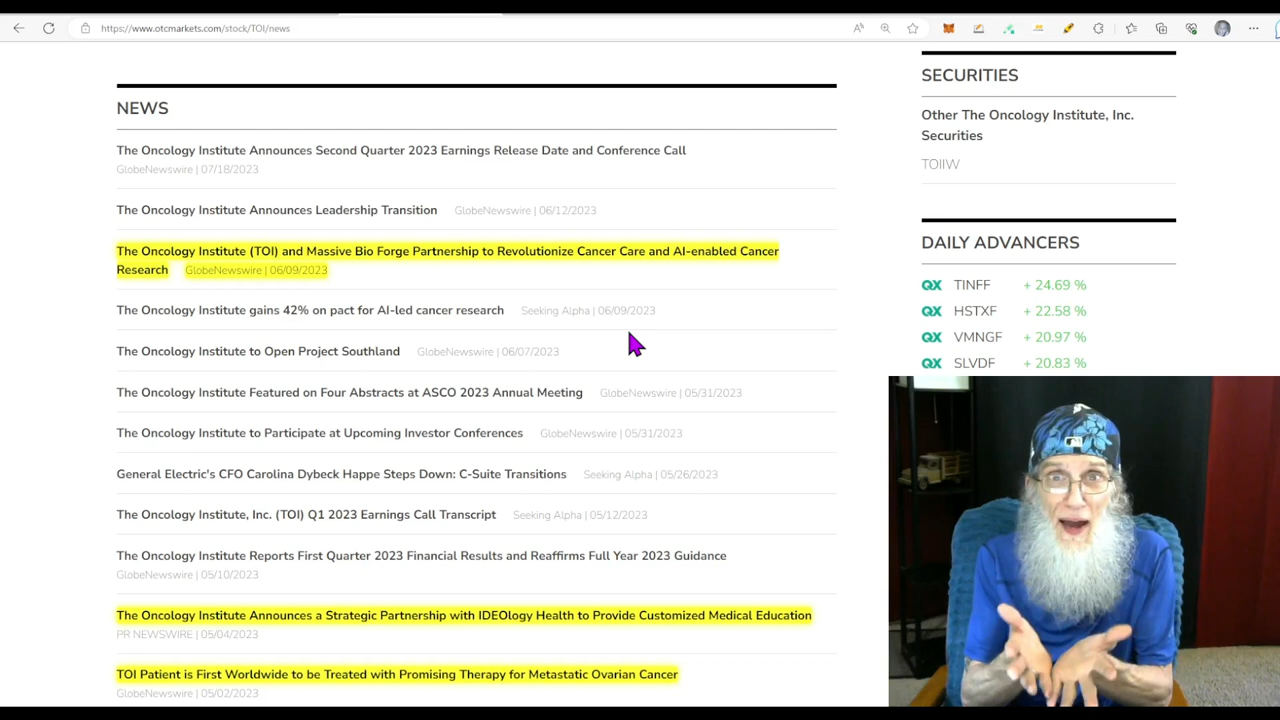 https://www.otcmarkets.com/stock/TOI/news
NEWS
The Oncology Institute Announces Second Quarter 2023 Earnings Release Date and Conference Call
GlobeNewswire | 07/18/2023
The Oncology Institute Announces Leadership Transition GlobeNewswire | 06/12/2023
The Oncology Institute (TOI) and Massive Bio Forge Partnership to Revolutionize Cancer Care and AI-enabled Cancer
Research GlobeNewswire | 06/09/2023
The Oncology Institute gains 42% on pact for AI-led cancer research Seeking Alpha | 06/09/2023
The Oncology Institute to Open Project Southland GlobeNewswire | 06/07/2023
The Oncology Institute Featured on Four Abstracts at ASCO 2023 Annual Meeting GlobeNewswire | 05/31/2023
The Oncology Institute to Participate at Upcoming Investor Conferences GlobeNewswire | 05/31/2023
General Electric's CFO Carolina Dybeck Happe Steps Down: C-Suite Transitions Seeking Alpha | 05/26/2023
The Oncology Institute, Inc. (TOI) Q1 2023 Earnings Call Transcript Seeking Alpha | 05/12/2023
The Oncology Institute Reports First Quarter 2023 Financial Results and Reaffirms Full Year 2023 Guidance
GlobeNewswire | 05/10/2023
The Oncology Institute Announces a Strategic Partnership with IDEOlogy Health to Provide Customized Medical Education
PR NEWSWIRE | 05/04/2023
TOI Patient is First Worldwide to be Treated with Promising Therapy for Metastatic Ovarian Cancer
GlobeNewswire | 05/02/2023
SECURITIES
Other The Oncology Institute, Inc.
Securities
TOIIW
DAILY ADVANCERS
QX TINFF + 24.69 %
QX HSTXF + 22.58 %
QX VMNGF + 20.97 %
QX SLVDF + 20.83 %